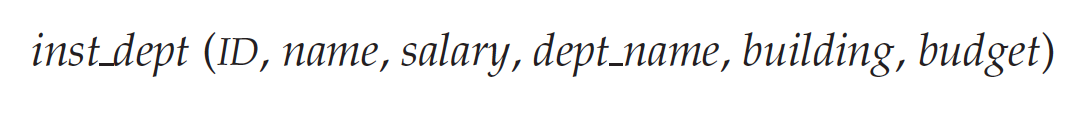 inst_dept (ID, name, salary, dept_name, building, budget)